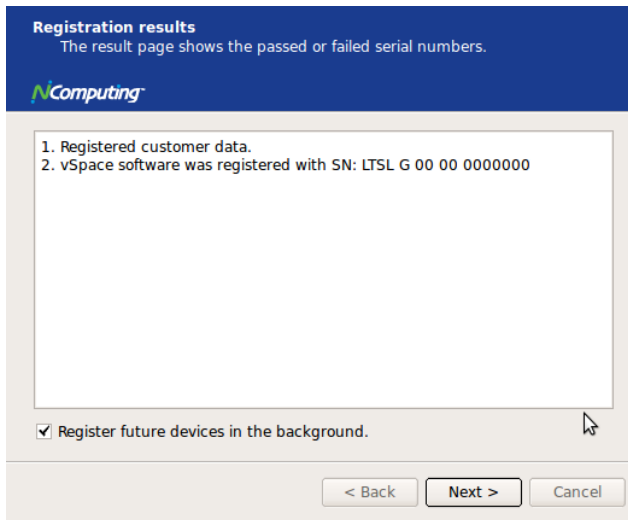 Registration results
The result page shows the passed or failed serial numbers.
NComputing
1. Registered customer data.
2. vSpace software was registered with SN: LTSL G 00 00 0000000
Register future devices in the background.
< Back Next > Cancel